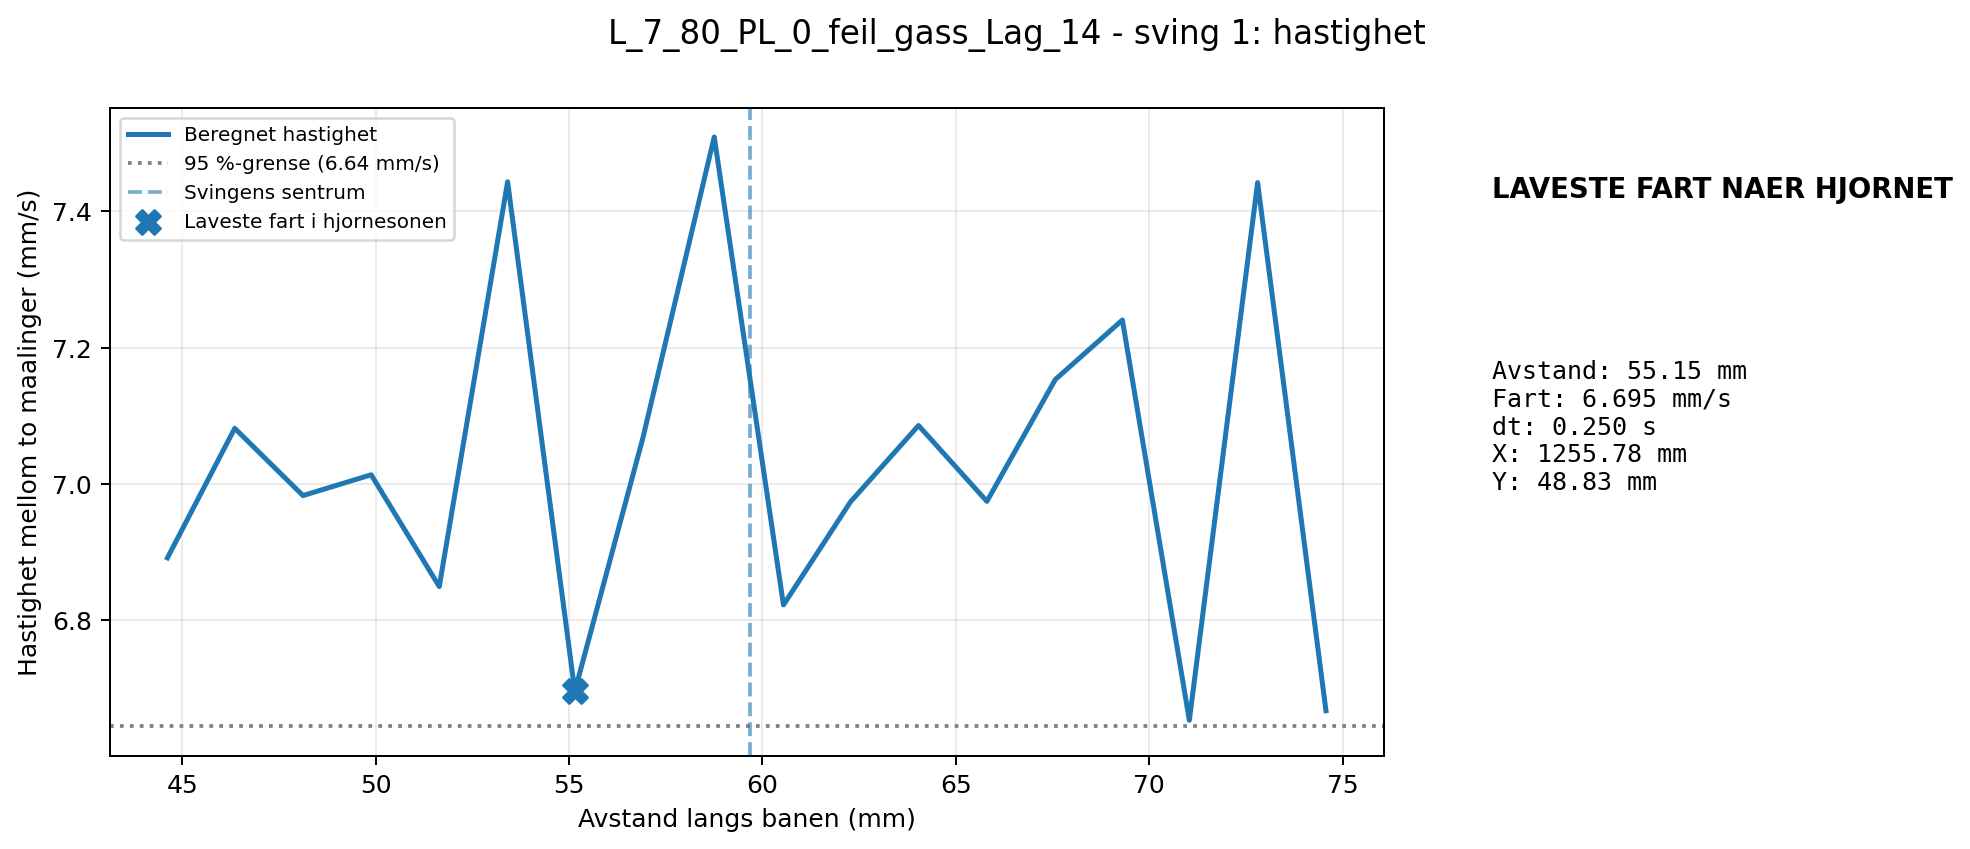 L_7_80_PL_0_feil_gass_Lag_14 - sving 1: hastighet
Beregnet hastighet
95 %-grense (6.64 mm/s)
Svingens sentrum
Laveste fart i hjornesonen
Hastighet mellom to maalinger (mm/s)
7.4
7.2
7.0
6.8
45
50
55
60
65
70
75
Avstand langs banen (mm)
LAVESTE FART NAER HJORNET
Avstand: 55.15 mm
Fart: 6.695 mm/s
dt: 0.250 s
X: 1255.78 mm
Y: 48.83 mm